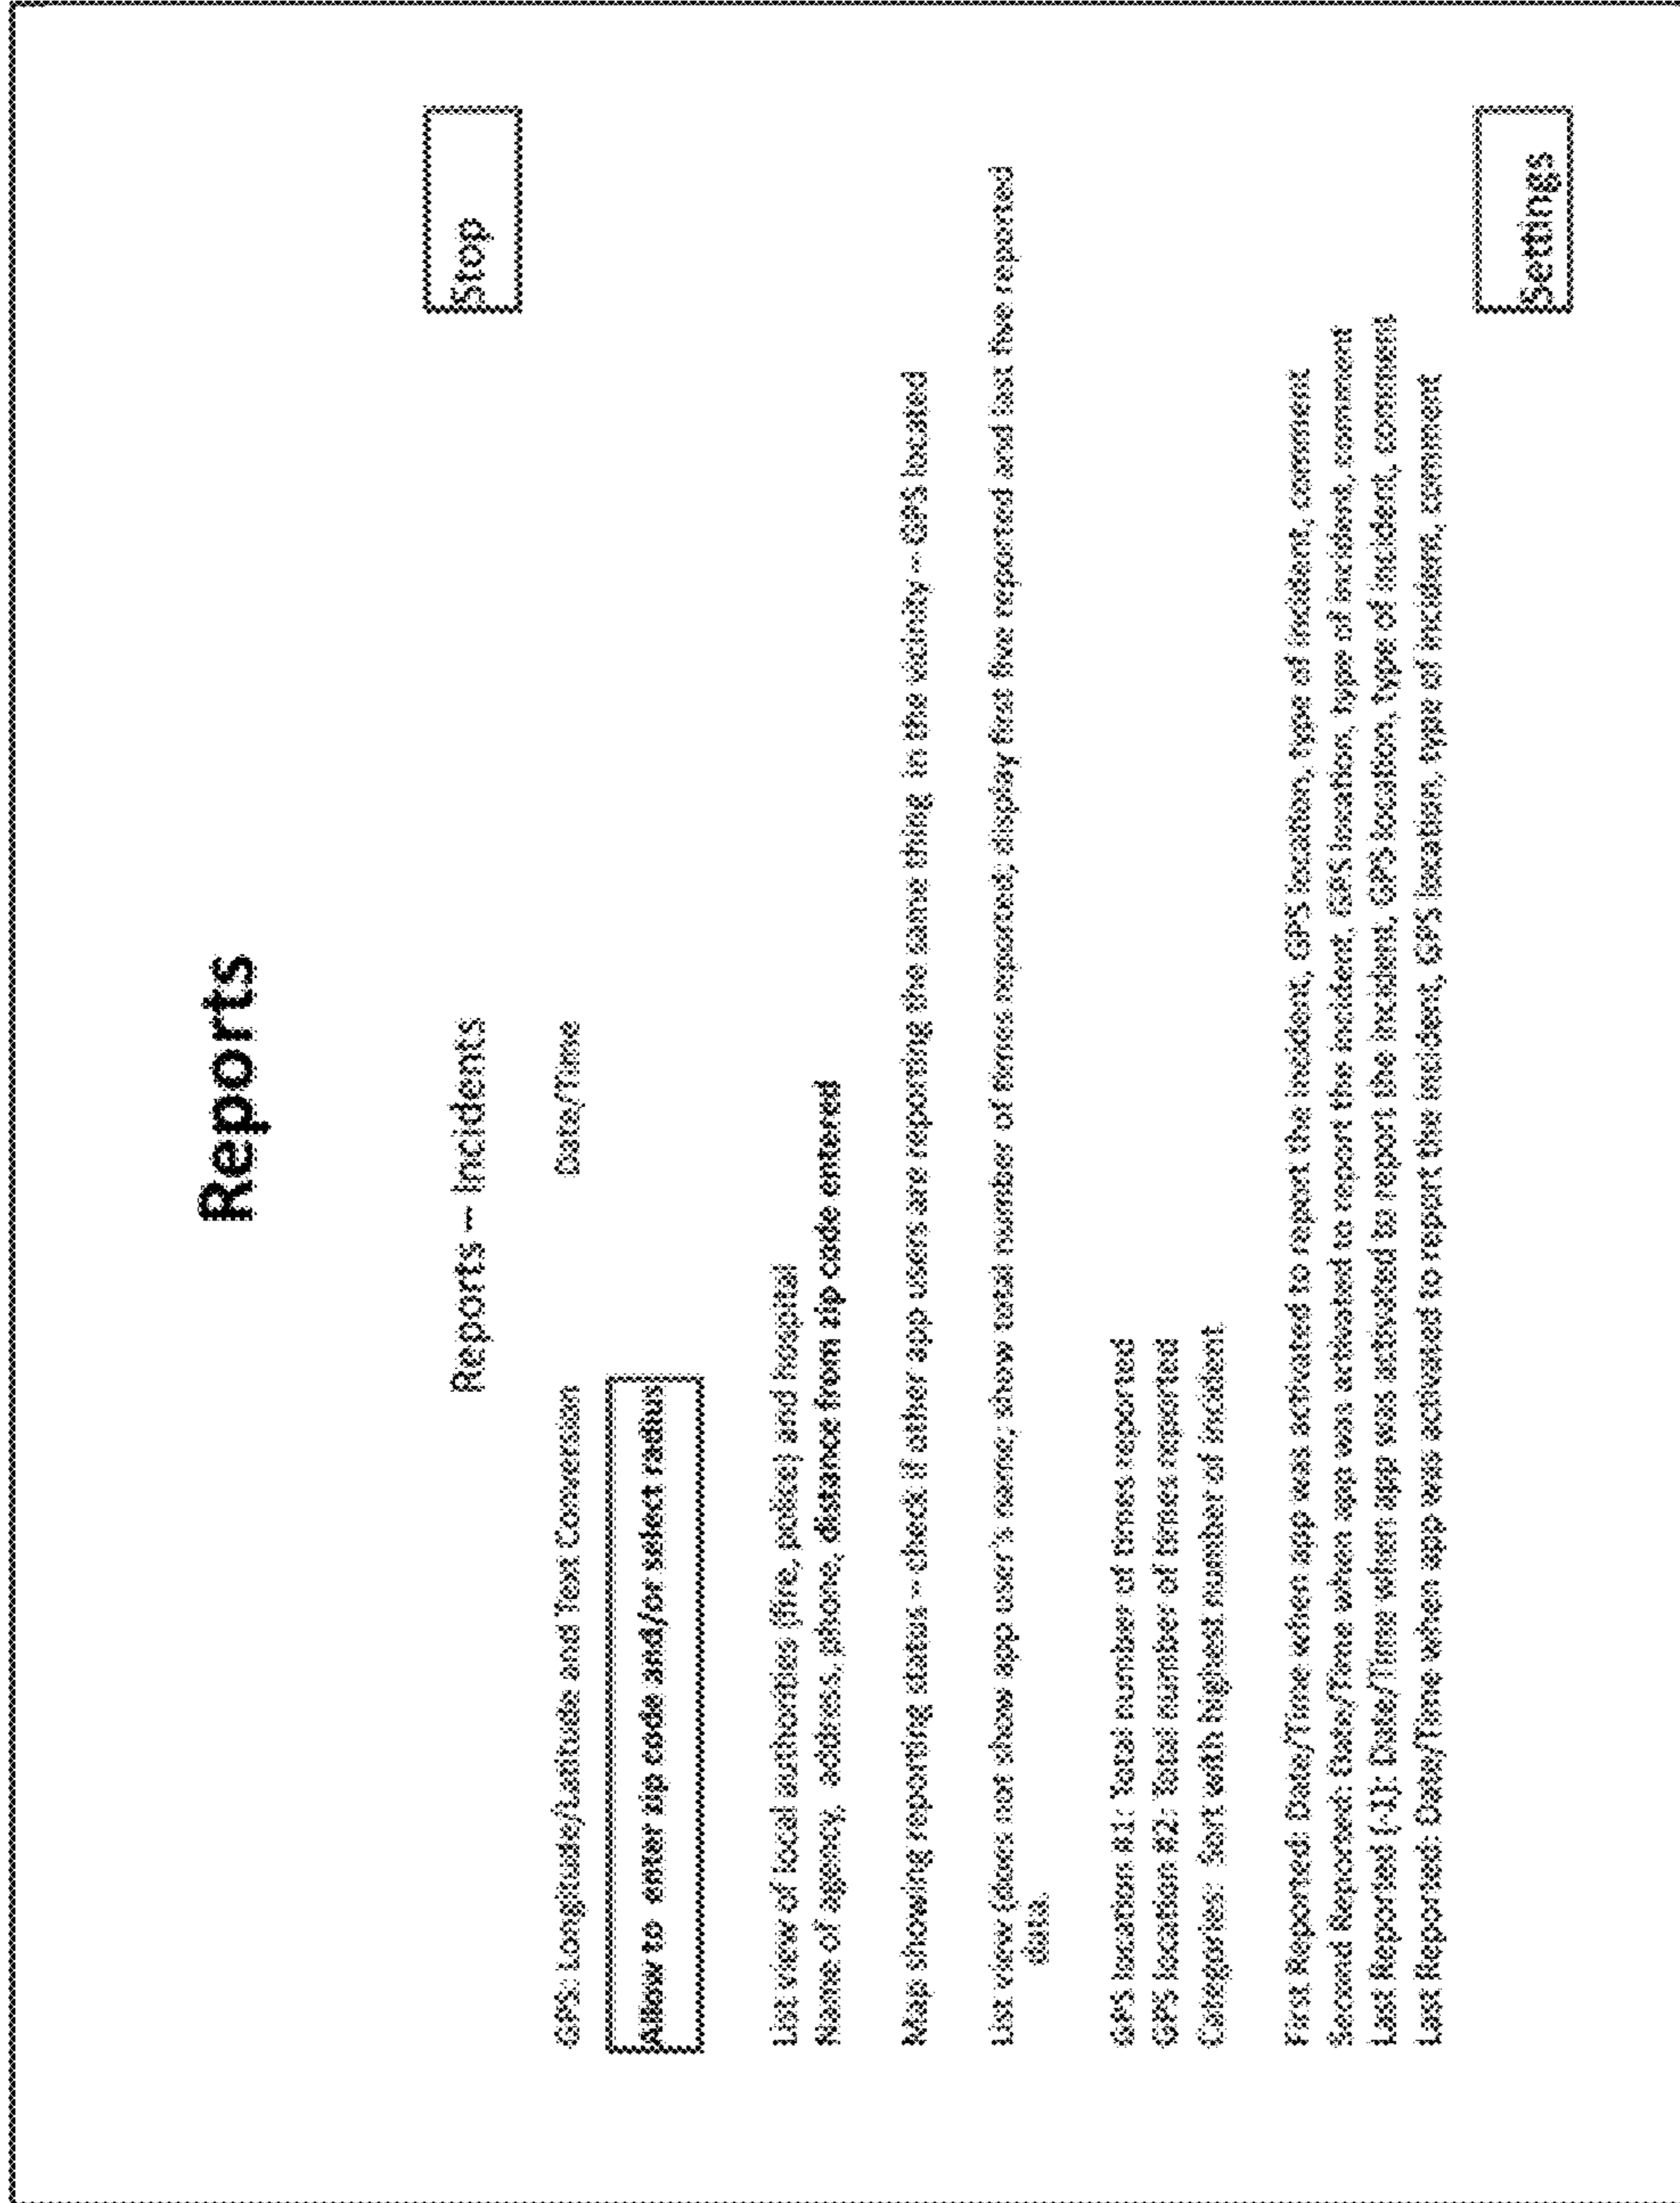 Reports
Reports – Incidents
Stop
GPS: Longitude/Latitude and Text Conversion
Date/Time
Allow to enter zip code and/or select radius
List view of local authorities (fire, police) and hospital
Name of agency, address, phone, distance from zip code entered
Map showing reporting status – check if other app users are reporting the same thing in the vicinity – GPS located
List view (does not show app user's name; show total number of times reported; display first five reported and last five reported
data.
GPS location #1: Total number of times reported
GPS location #2: Total number of times reported
Categories: Sort with highest number of incident
First Reported: Date/Time when app was activated to report the incident, GPS location, type of incident, comment
Second Reported: Date/Time when app was activated to report the incident, GPS location, type of incident, comment
Last Reported (-1): Date/Time when app was activated to report the incident, GPS location, type of incident, comment
Last Reported: Date/Time when app was activated to report the incident, GPS location, type of incident, comment
Settings